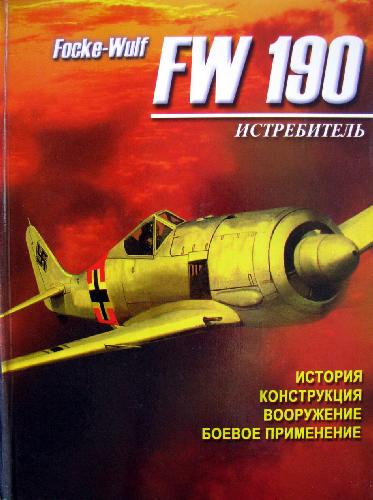 Focke-Wulf
FW 190
ИСТРЕБИТЕЛЬ
ИСТОРИЯ
КОНСТРУКЦИЯ
ВООРУЖЕНИЕ
БОЕВОЕ ПРИМЕНЕНИЕ